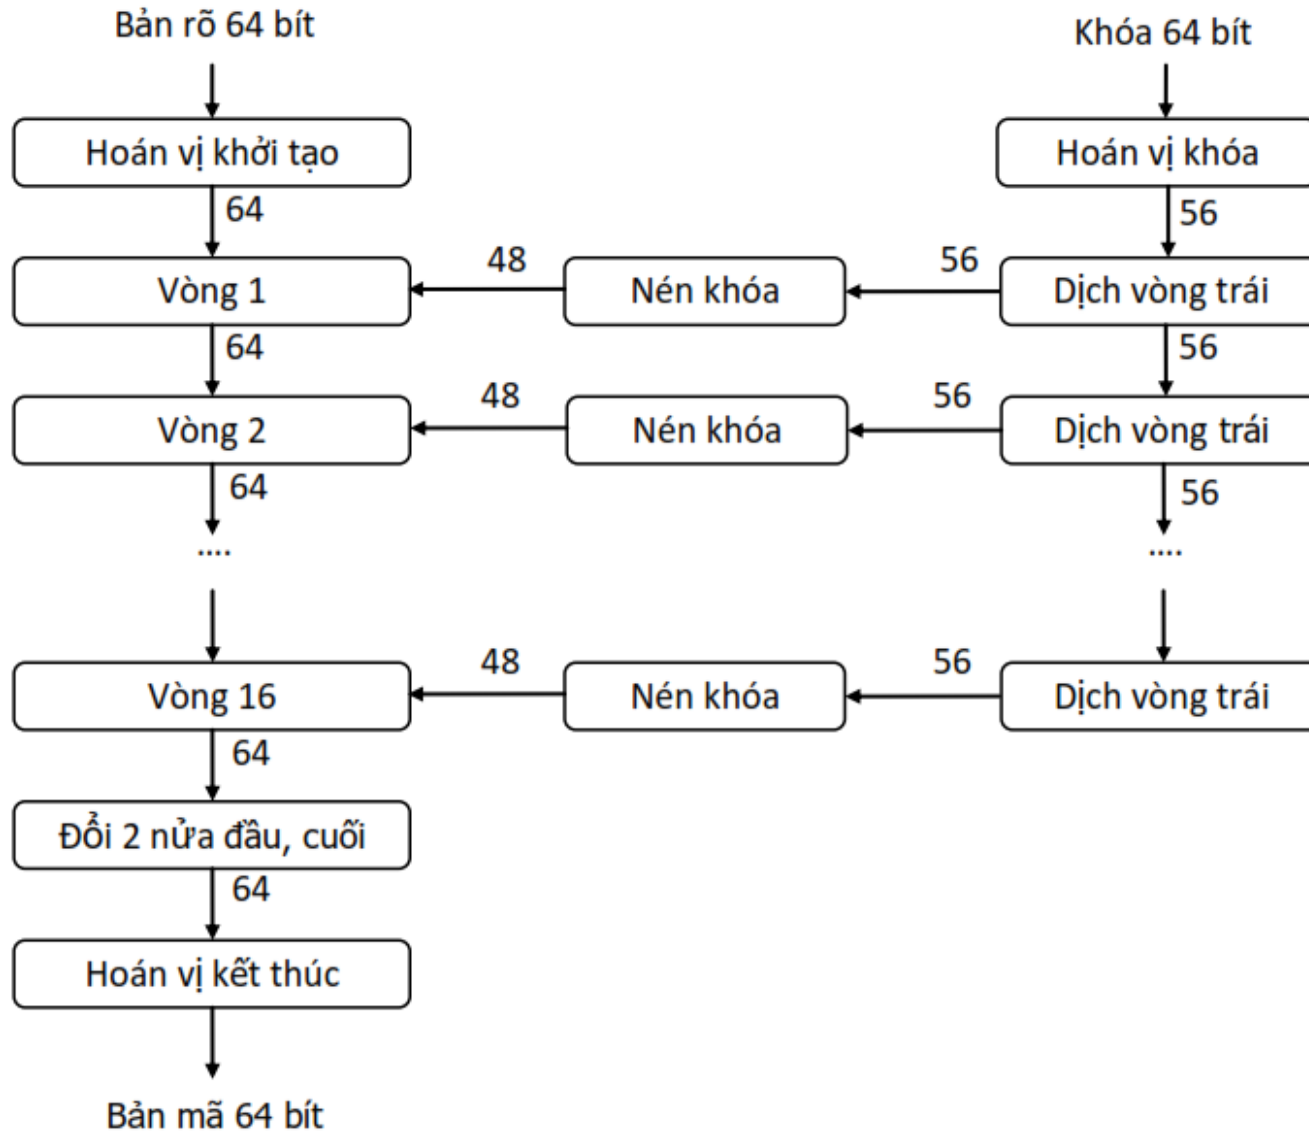 Bản rõ 64 bít
Khóa 64 bít
Hoán vị khởi tạo
Hoán vị khóa
64
56
Vòng 1
48
Nén khóa
56
Dịch vòng trái
64
56
Vòng 2
48
Nén khóa
56
Dịch vòng trái
64
56
....
....
Vòng 16
48
Nén khóa
56
Dịch vòng trái
64
Đổi 2 nửa đầu, cuối
64
Hoán vị kết thúc
Bản mã 64 bít